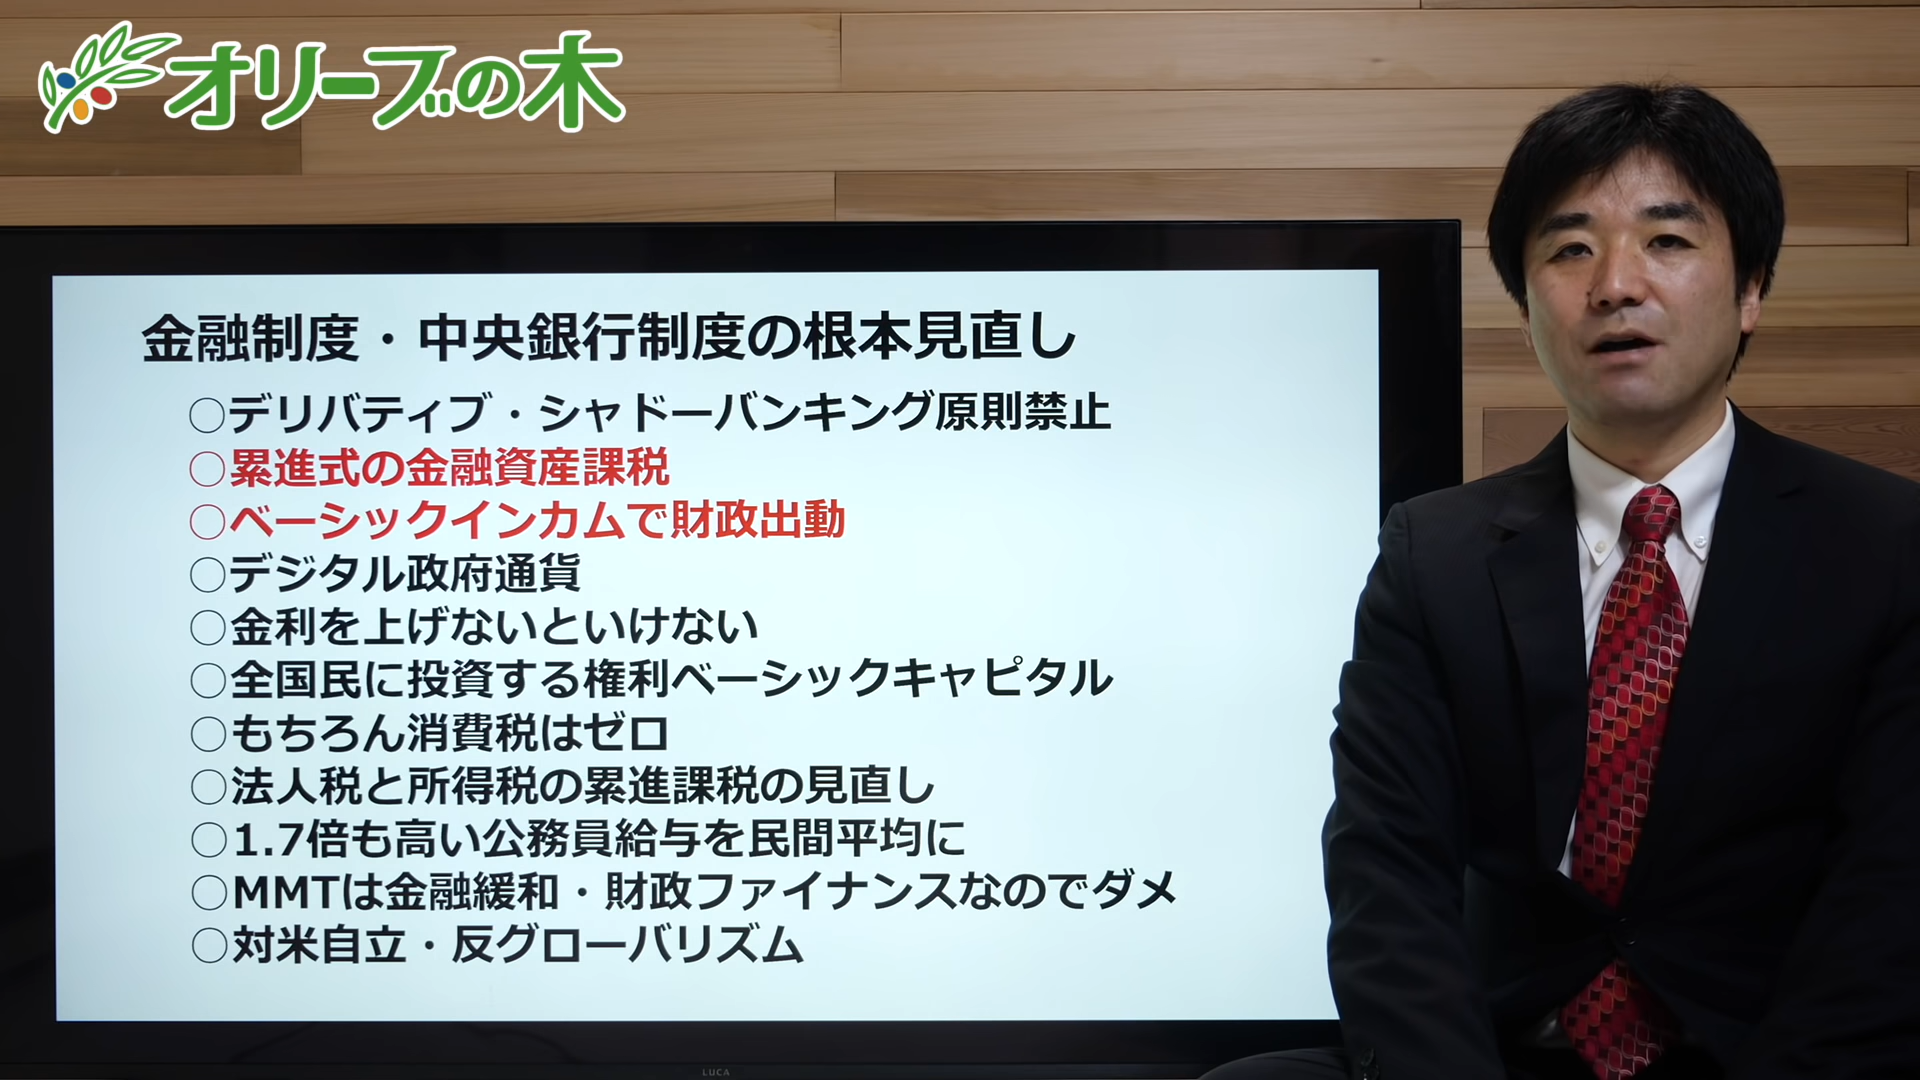 オリーブの木
金融制度・中央銀行制度の根本見直し
○デリバティブ・シャドーバンキング原則禁止
○累進式の金融資産課税
○ベーシックインカムで財政出動
○デジタル政府通貨
○金利を上げないといけない
○全国民に投資する権利ベーシックキャピタル
○もちろん消費税はゼロ
○法人税と所得税の累進課税の見直し
○1.7倍も高い公務員給与を民間平均に
○MMTは金融緩和・財政ファイナンスなのでダメ
○対米自立・反グローバリズム
LUCA